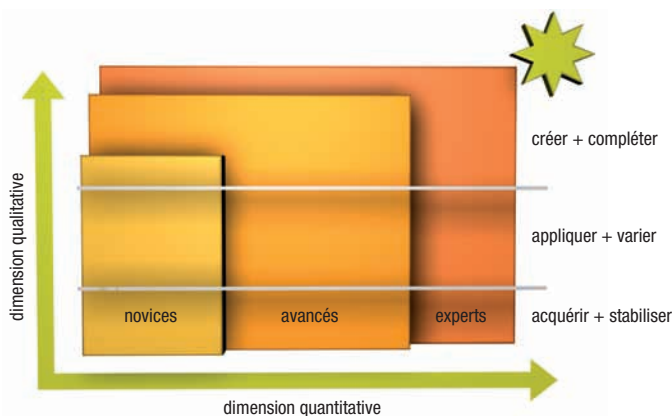 créer + compléter
dimension qualitative
appliquer + varier
novices
avancés
experts
acquérir + stabiliser
dimension quantitative